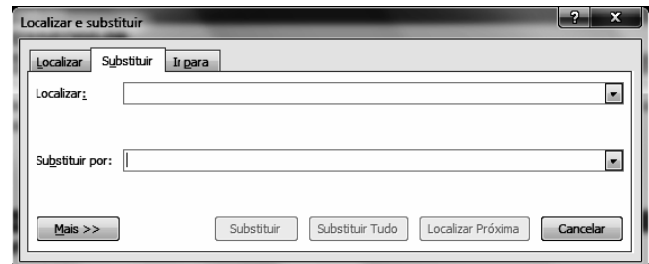 Localizar e substituir
? X
Localizar Substituir Ir para
Localizar:
Substituir por:
Mais >> Substituir Substituir Tudo Localizar Próxima Cancelar